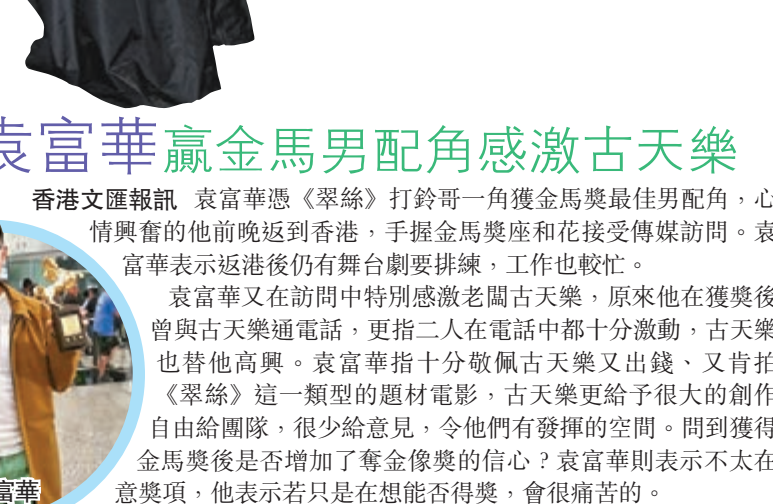 袁富華贏金馬男配角感激古天樂
香港文匯報訊 袁富華憑《翠絲》打鈴哥一角獲金馬獎最佳男配角，心
情興奮的他前晚返到香港，手握金馬獎座和花接受傳媒訪問。袁
富華表示返港後仍有舞台劇要排練，工作也較忙。
袁富華又在訪問中特別感激老闆古天樂，原來他在獲獎後
曾與古天樂通電話，更指二人在電話中都十分激動，古天樂
也替他高興。袁富華指十分敬佩古天樂又出錢、又肯拍
《翠絲》這一類型的題材電影，古天樂更給予很大的創作
自由給團隊，很少給意見，令他們有發揮的空間。問到獲得
金馬獎後是否增加了奪金像獎的信心？袁富華則表示不太在
意獎項，他表示若只是在想能否得獎，會很痛苦的。
富華